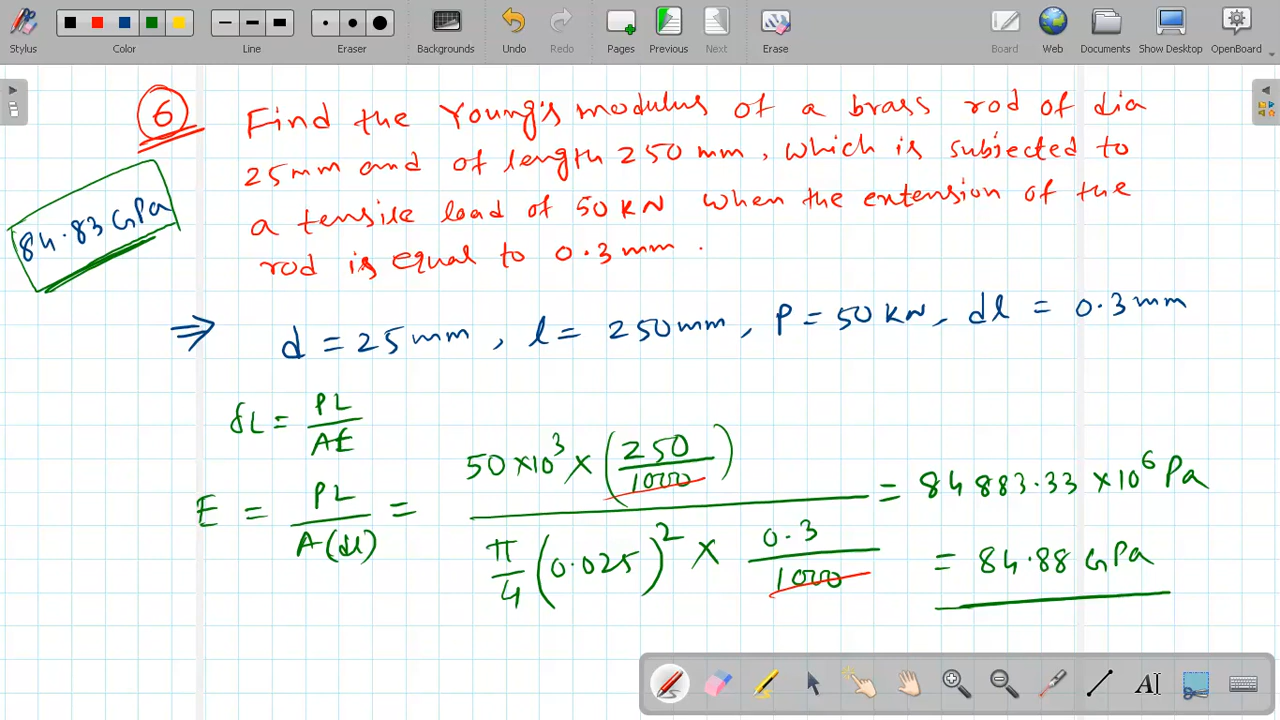 Stylus Color Line Eraser Backgrounds Undo Redo Pages Previous Next Erase Board Web Documents Show Desktop OpenBoard
6 Find the Young's modulus of a brass rod of dia
25mm and of length 250 mm, which is subjected to
a tensile load of 50 KN when the extension of the
rod is equal to 0.3 mm.
84.83 GPa
⇒ d = 25 mm, l = 250mm, P = 50 KN, dl = 0.3 mm
δL = PL / AE
E = PL / A(dl) = 50 ×10³ × (250 / 1000) / π/4 (0.025)² × 0.3 / 1000 = 84 883.33 ×10⁶ Pa
= 84.88 GPa